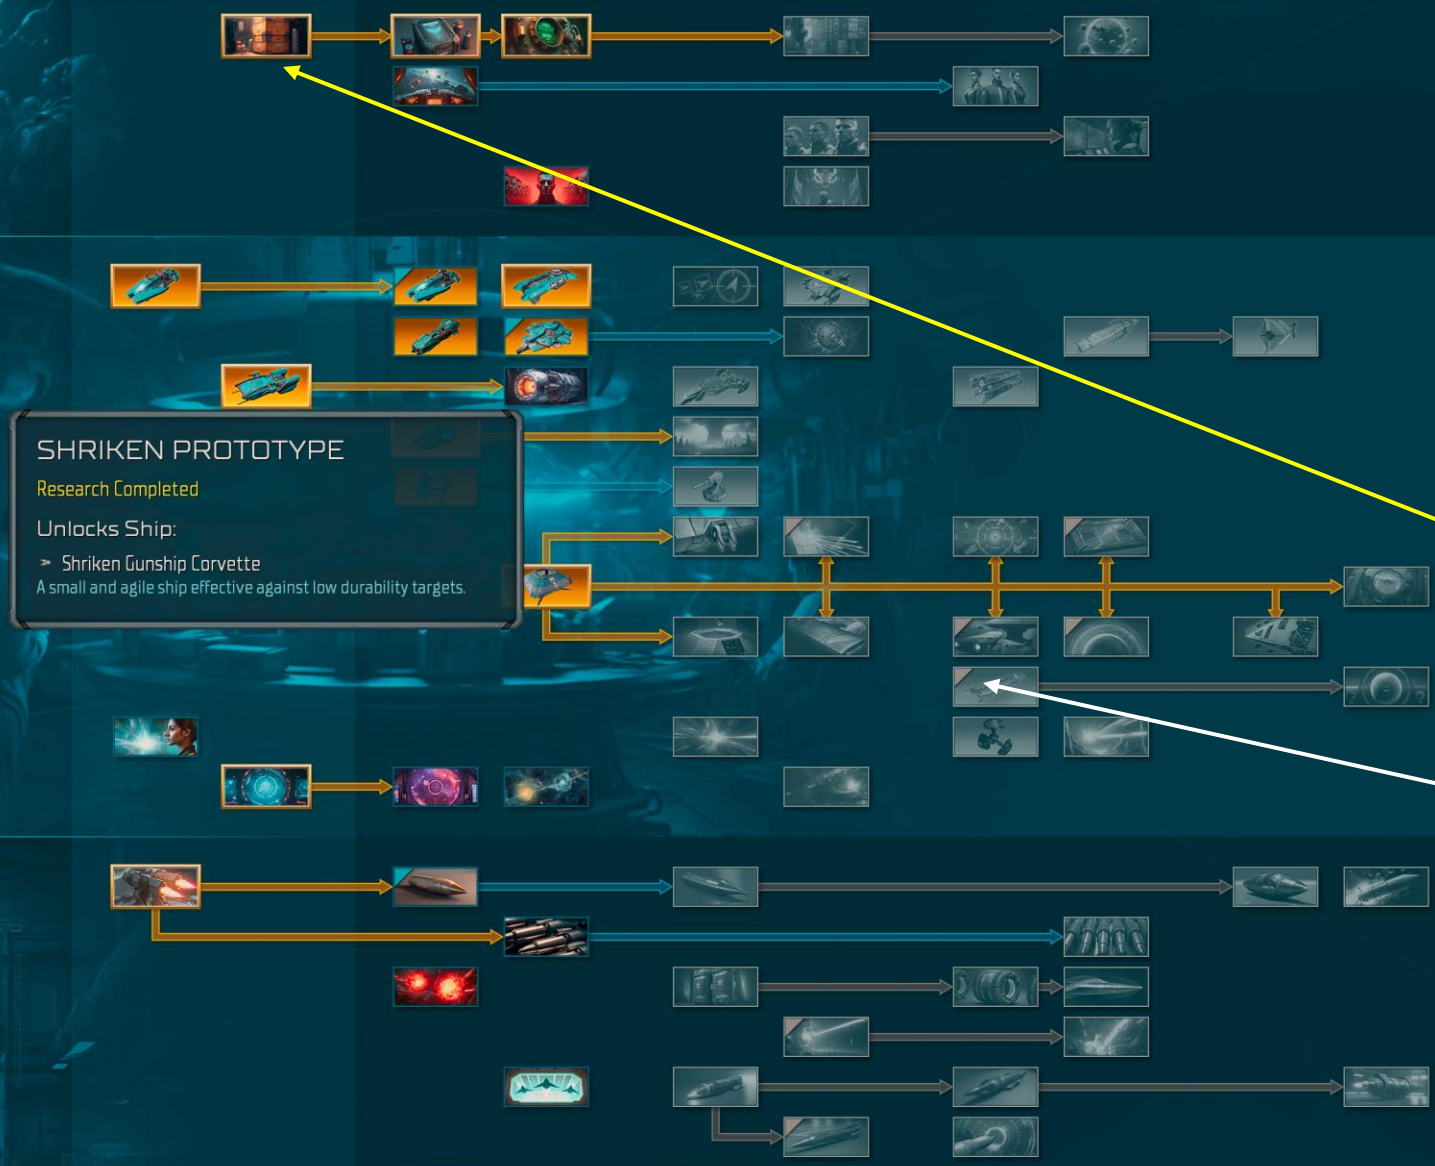 SHRIKEN PROTOTYPE
Research Completed
Unlocks Ship:
Shriken Gunship Corvette
A small and agile ship effective against low durability targets.